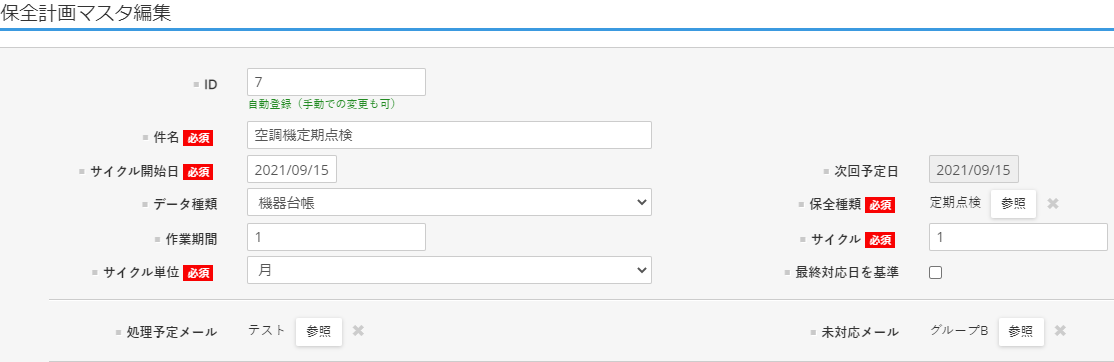 保全計画マスタ編集
ID 7
自動登録（手動での変更も可）
件名 必須 空調機定期点検
サイクル開始日 必須 2021/09/15 次回予定日 2021/09/15
データ種類 機器台帳 保全種類 必須 定期点検 参照
作業期間 1 サイクル 必須 1
サイクル単位 必須 月 最終対応日を基準
処理予定メール テスト 参照 未対応メール グループB 参照